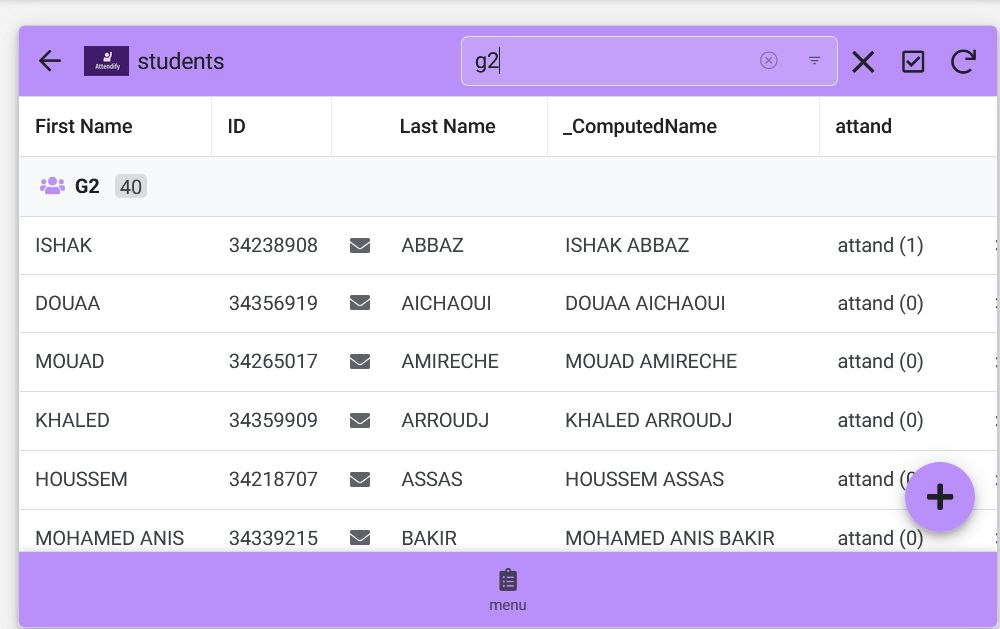 Attendify students g2
First Name ID Last Name _ComputedName attand
G2 40
ISHAK 34238908 ABBAZ ISHAK ABBAZ attand (1)
DOUAA 34356919 AICHAOUI DOUAA AICHAOUI attand (0)
MOUAD 34265017 AMIRECHE MOUAD AMIRECHE attand (0)
KHALED 34359909 ARROUDJ KHALED ARROUDJ attand (0)
HOUSSEM 34218707 ASSAS HOUSSEM ASSAS attand
MOHAMED ANIS 34339215 BAKIR MOHAMED ANIS BAKIR attand (0)
menu